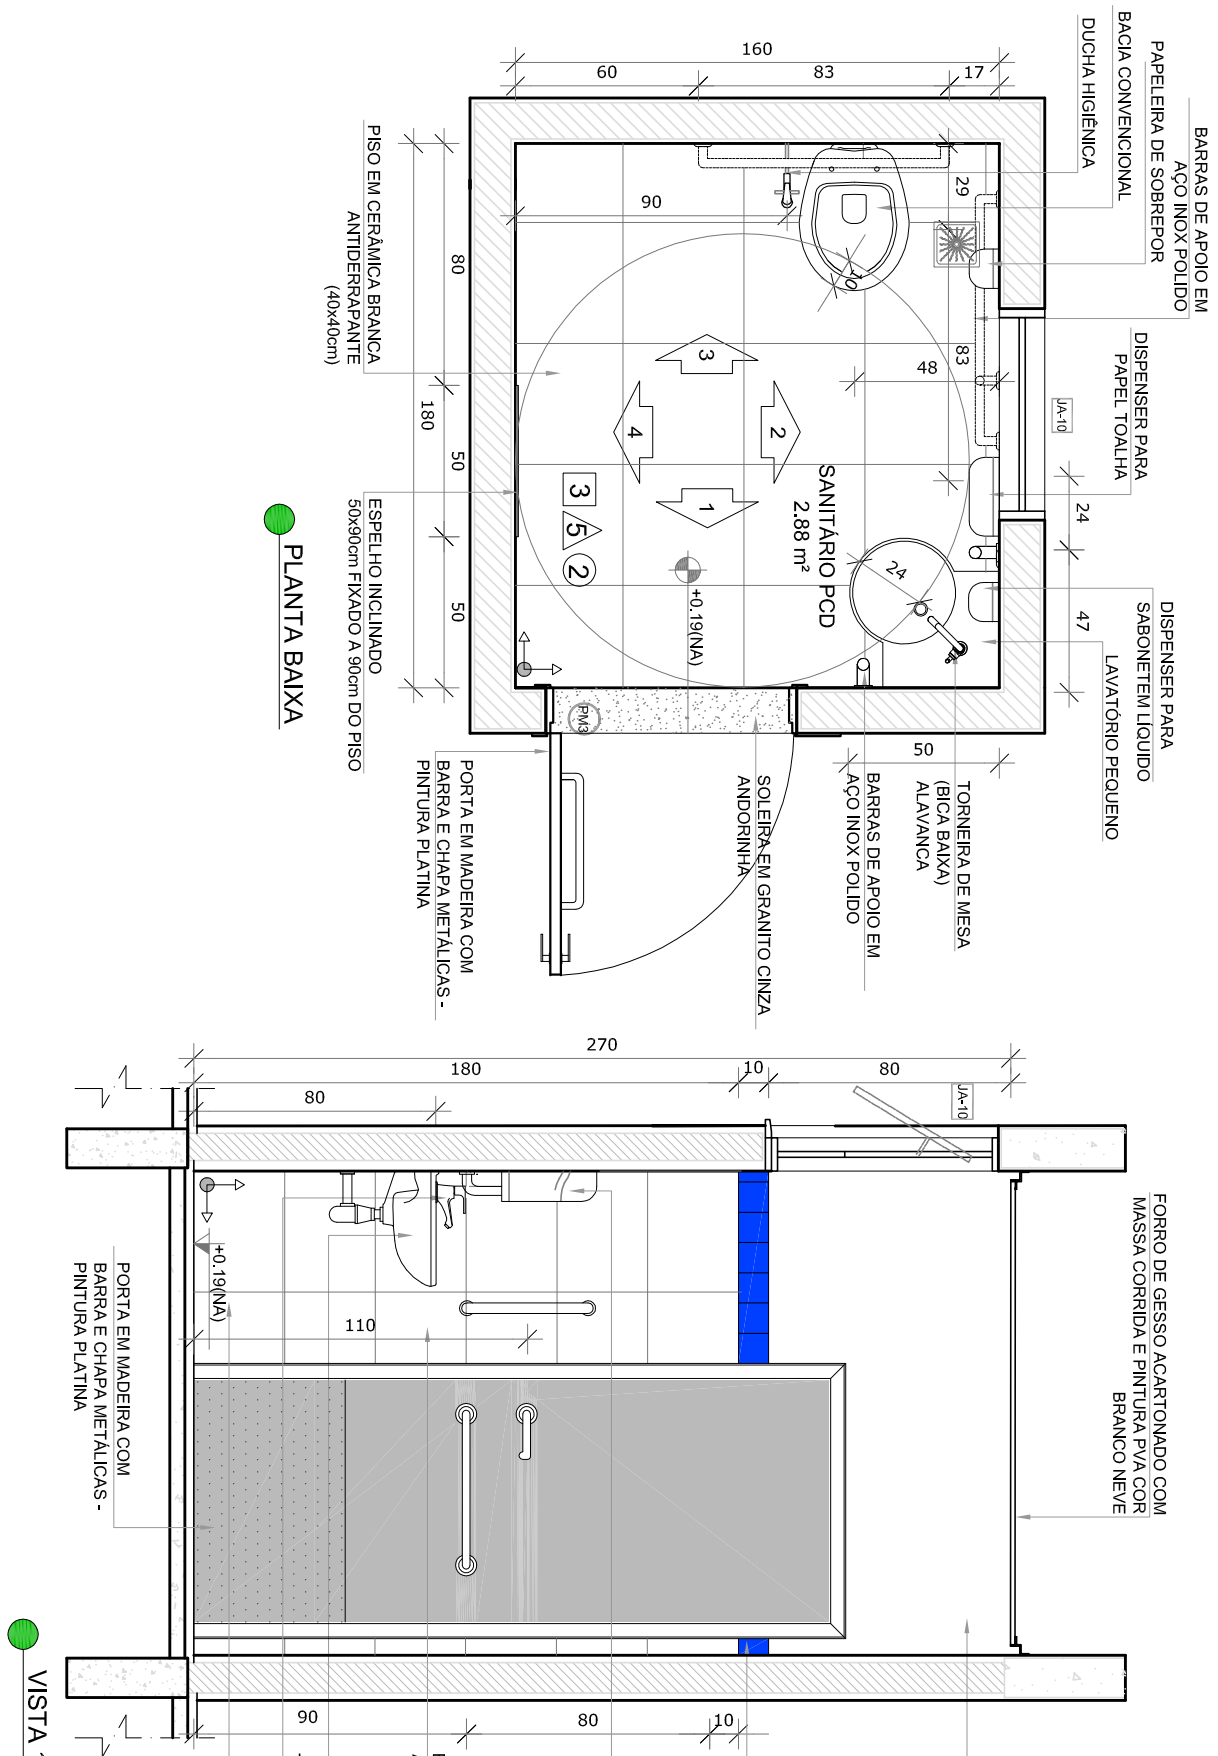 BARRAS DE APOIO EM
AÇO INOX POLIDO
PAPELEIRA DE SOBREPOR
BACIA CONVENCIONAL
DUCHA HIGIÊNICA
DISPENSER PARA
PAPEL TOALHA
DISPENSER PARA
SABONETEM LÍQUIDO
LAVATÓRIO PEQUENO
TORNEIRA DE MESA
(BICA BAIXA)
ALAVANCA
BARRAS DE APOIO EM
AÇO INOX POLIDO
SOLEIRA EM GRANITO CINZA
ANDORINHA
PORTA EM MADEIRA COM
BARRA E CHAPA METÁLICAS -
PINTURA PLATINA
PISO EM CERÂMICA BRANCA
ANTIDERRAPANTE
(40x40cm)
ESPELHO INCLINADO
50x90cm FIXADO A 90cm DO PISO
160
60
83
17
90
29
83
48
10
24
JA-10
24
47
50
80
50
50
180
SANITÁRIO PCD
2.88 m²
1
2
3
4
3
5
2
+0.19(NA)
PM3
PLANTA BAIXA
270
180
10
80
80
JA-10
110
+0.19(NA)
90
80
10
FORRO DE GESSO ACARTONADO COM
MASSA CORRIDA E PINTURA PVA COR
BRANCO NEVE
PORTA EM MADEIRA COM
BARRA E CHAPA METÁLICAS -
PINTURA PLATINA
VISTA